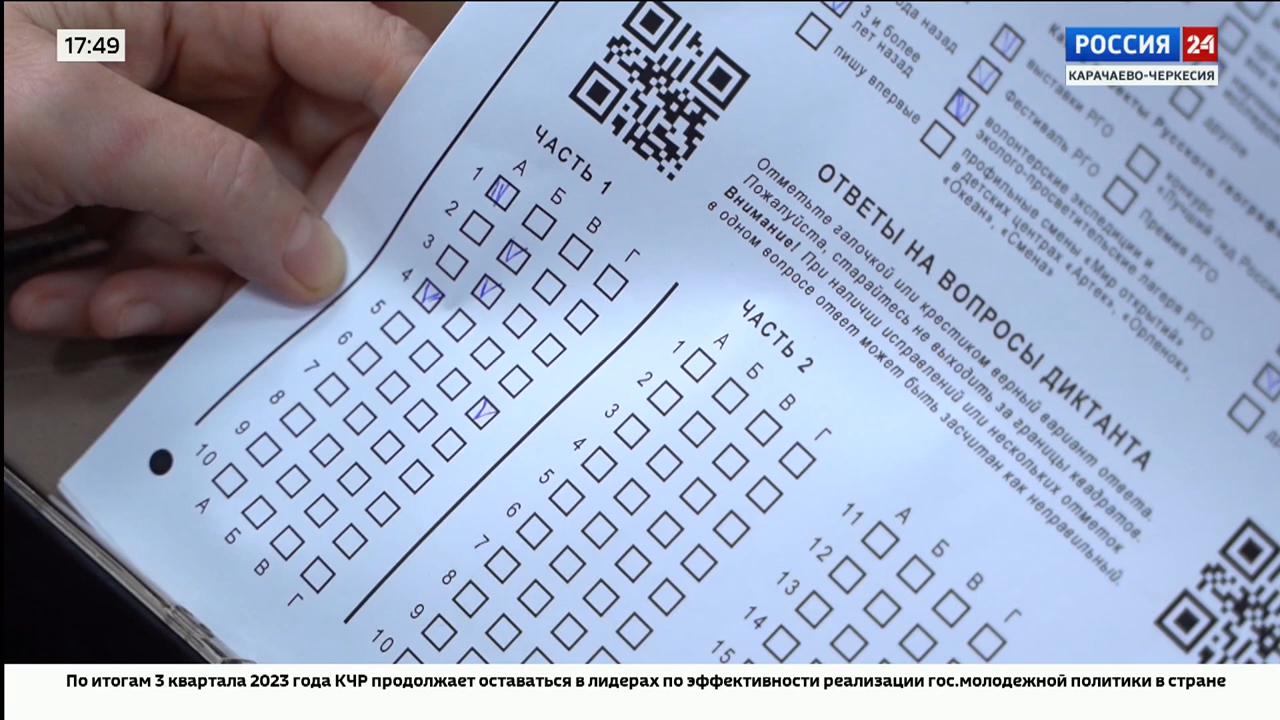 17:49
РОССИЯ 24
КАРАЧАЕВО-ЧЕРКЕСИЯ
года назад
3 и более
лет назад
пишу впервые
выставки РГО
Фестиваль РГО
волонтерские экспедиции и
эколого-просветительские лагеря РГО
профильные смены «Мир открытий»
в детских центрах «Артек», «Орленок»,
«Океан», «Смена»
другое
конкурс
«Лучший гид России
Премия РГО
ОТВЕТЫ НА ВОПРОСЫ ДИКТАНТА
Отметьте галочкой или крестиком верный вариант ответа.
Пожалуйста, старайтесь не выходить за границы квадратов.
Внимание! При наличии исправлений или нескольких отметок
в одном вопросе ответ может быть засчитан как неправильный.
ЧАСТЬ 1
А Б В Г
1
2
3
4
5
6
7
8
9
10
А Б В Г
ЧАСТЬ 2
А Б В Г
1
2
3
4
5
6
7
8
9
10
А Б В Г
11
12
13
14
15
По итогам 3 квартала 2023 года КЧР продолжает оставаться в лидерах по эффективности реализации гос.молодежной политики в стране